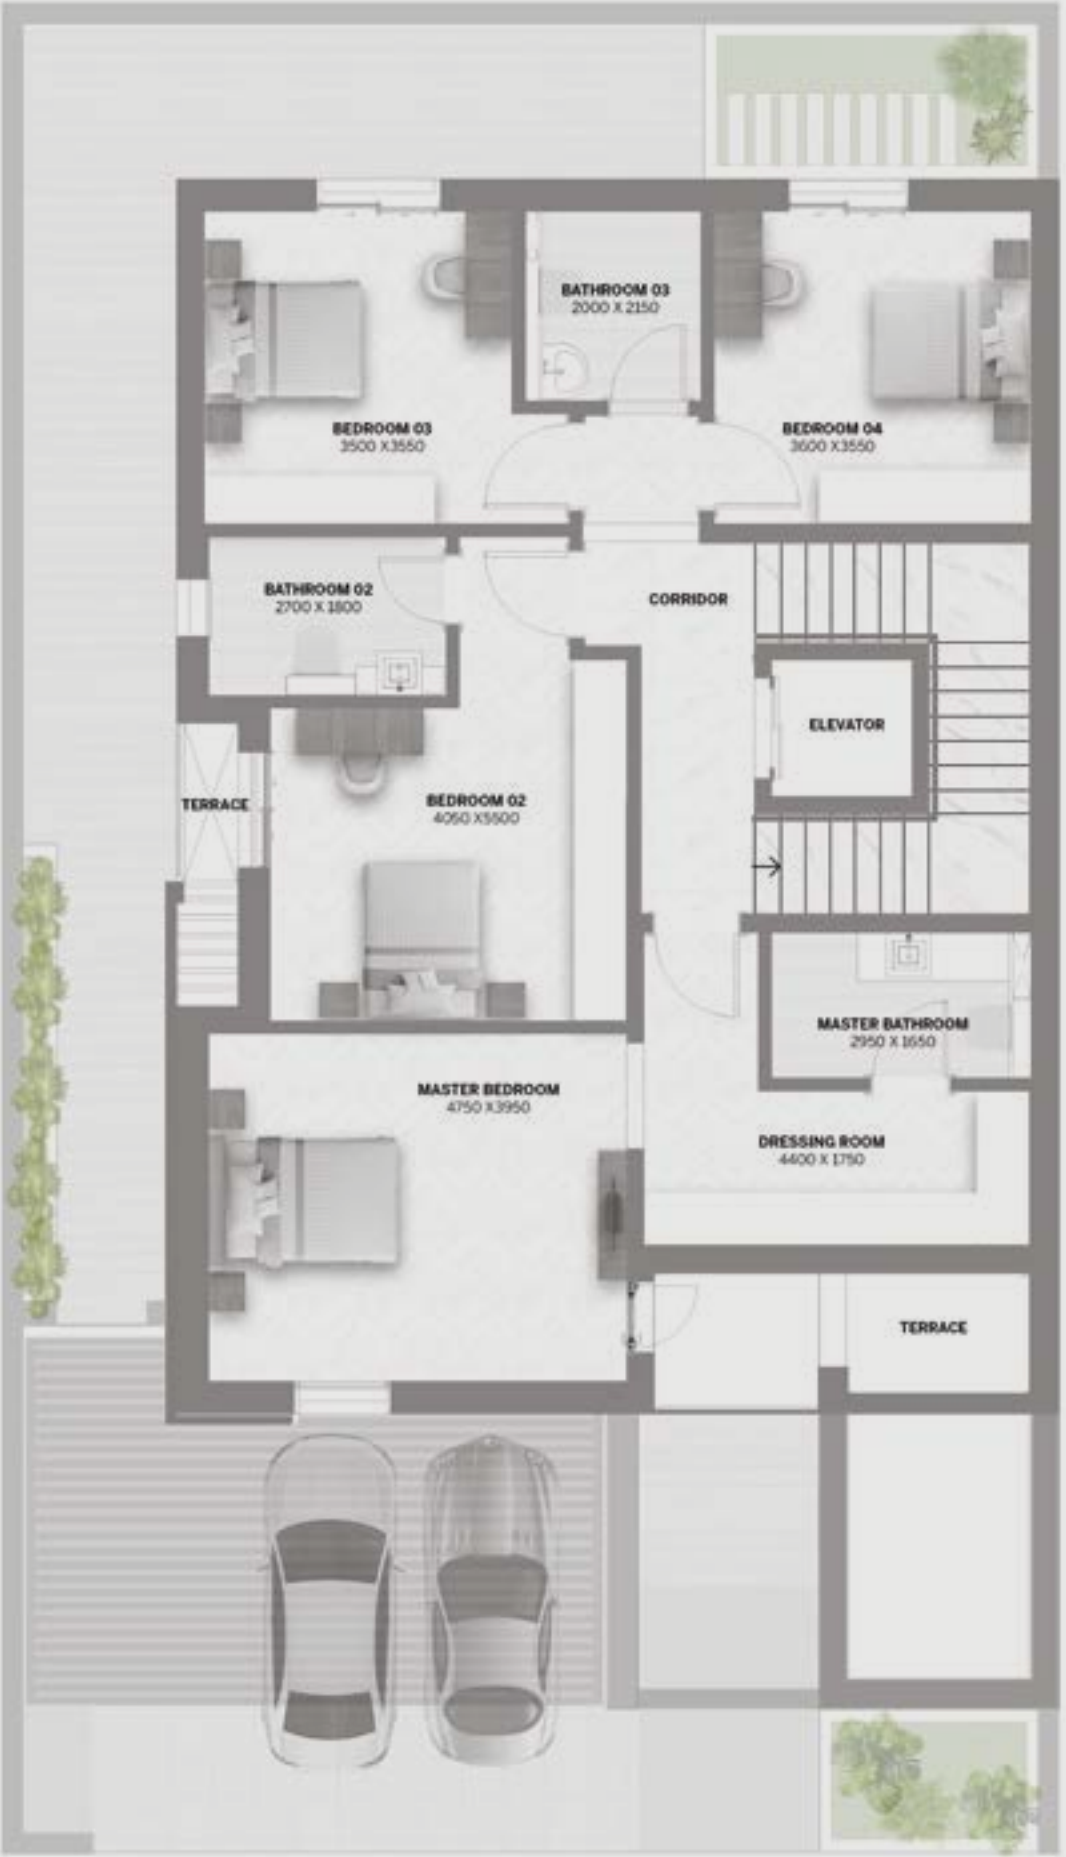 BATHROOM 03
2000 X 2150
BEDROOM 03
3500 X3550
BEDROOM 04
3600 X3550
BATHROOM 02
2700 X 1800
CORRIDOR
ELEVATOR
TERRACE
BEDROOM 02
4050 X5500
MASTER BATHROOM
2950 X 1650
MASTER BEDROOM
4750 X3950
DRESSING ROOM
4400 X 1750
TERRACE